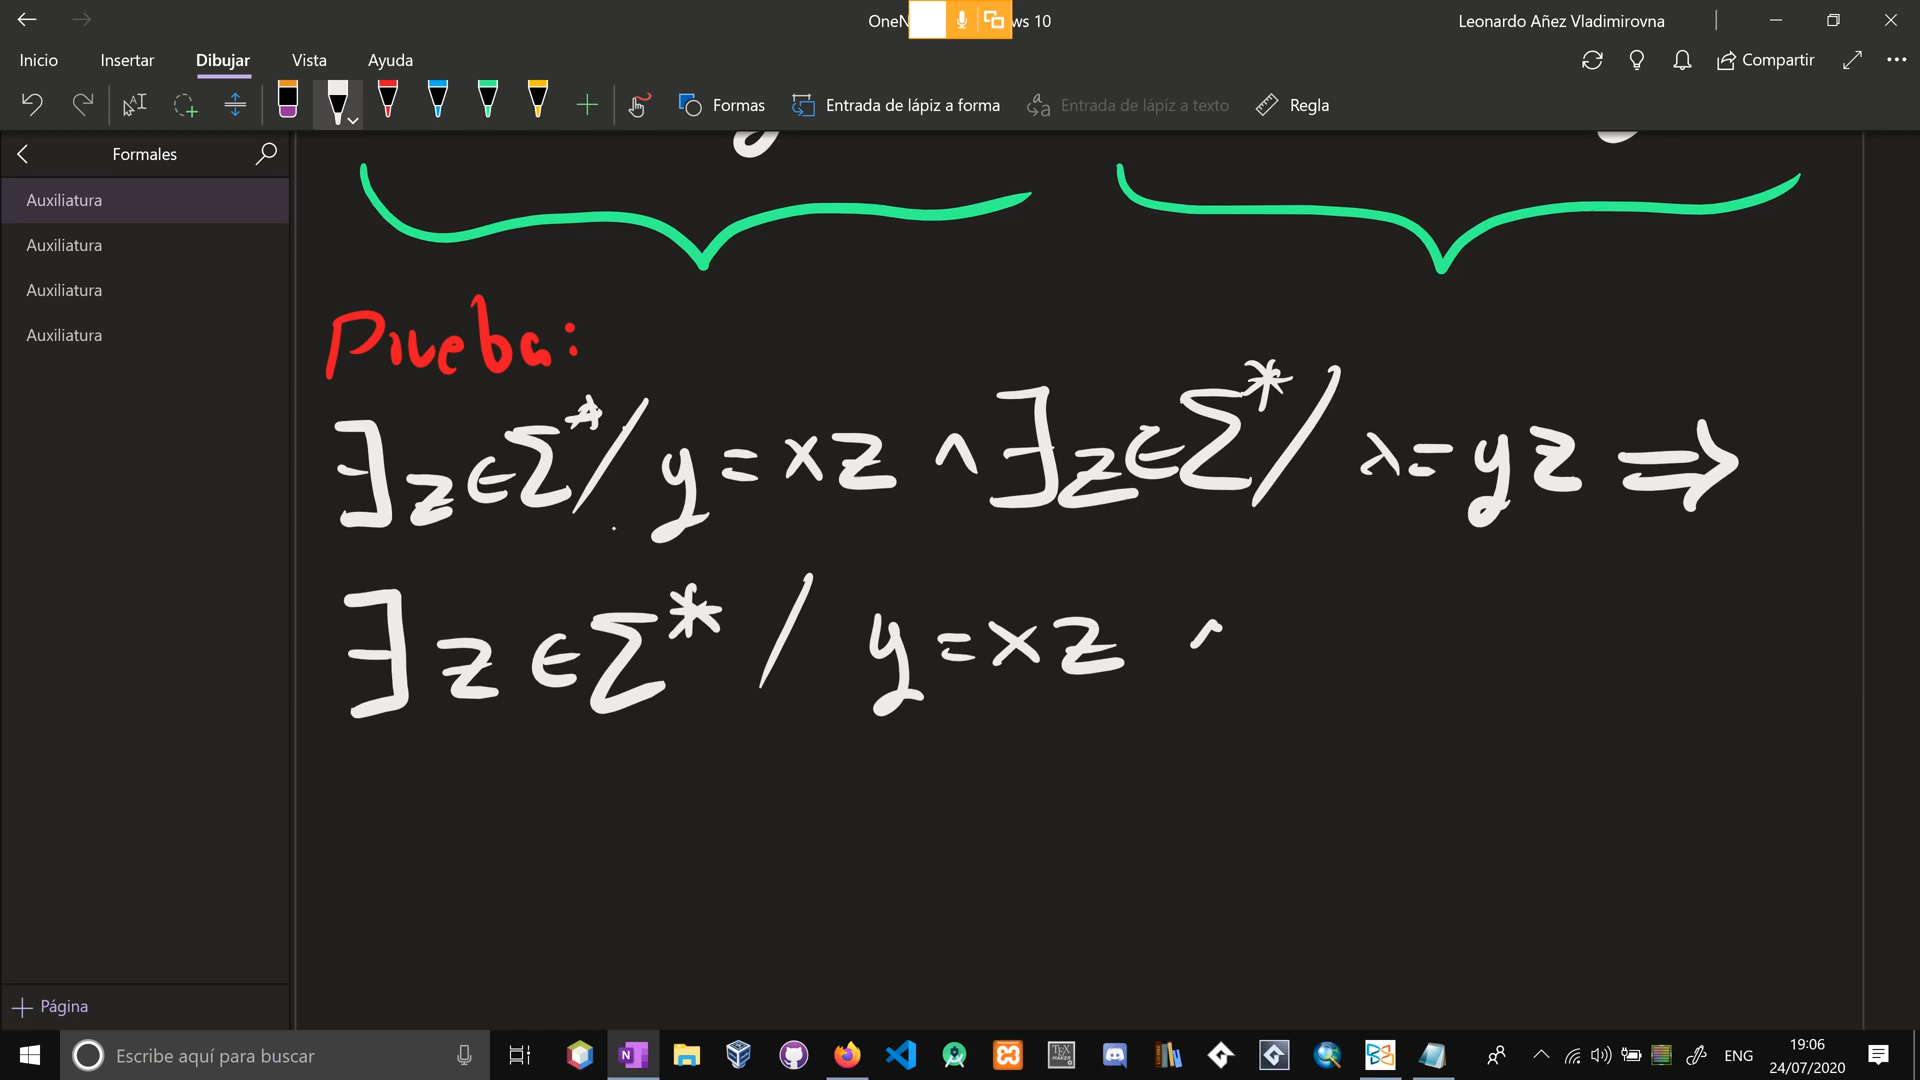 OneN ws 10
Leonardo Añez Vladimirovna
Inicio Insertar Dibujar Vista Ayuda
Compartir
Formas Entrada de lápiz a forma Entrada de lápiz a texto Regla
Formales
Auxiliatura
Auxiliatura
Auxiliatura
Auxiliatura
Prueba:
∃z∈Σ*/ y=xz ∧ ∃z∈Σ*/ λ=yz ⇒
∃z∈Σ* / y=xz ∧
Página
Escribe aquí para buscar
ENG
19:06
24/07/2020